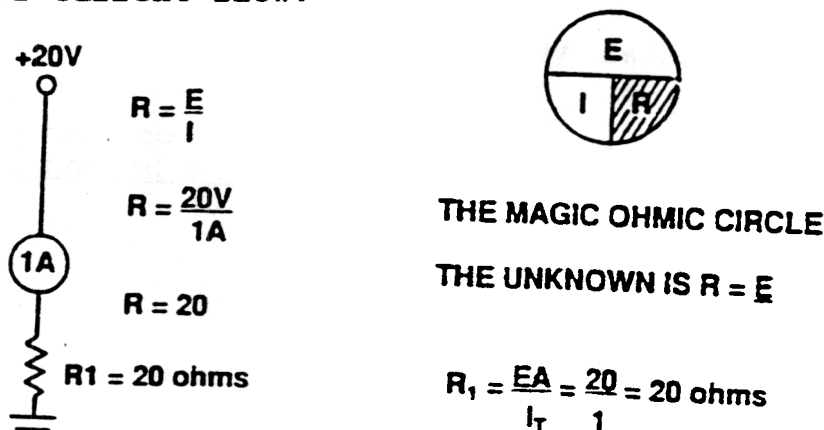 +20V
R = E
I
R = 20V
1A
1A
R = 20
R1 = 20 ohms
E
I
R
THE MAGIC OHMIC CIRCLE
THE UNKNOWN IS R = E
R₁ = EA = 20 = 20 ohms
I_T 1